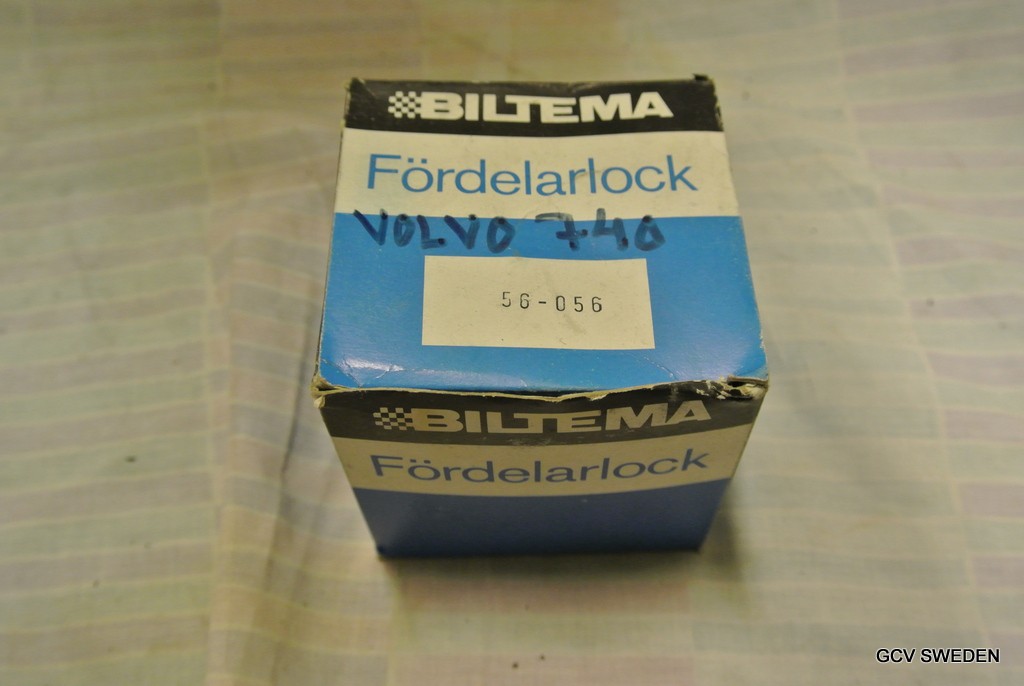 BILTEMA
Fördelarlock
VOLVO 740
56-056
BILTEMA
Fördelarlock
GCV SWEDEN